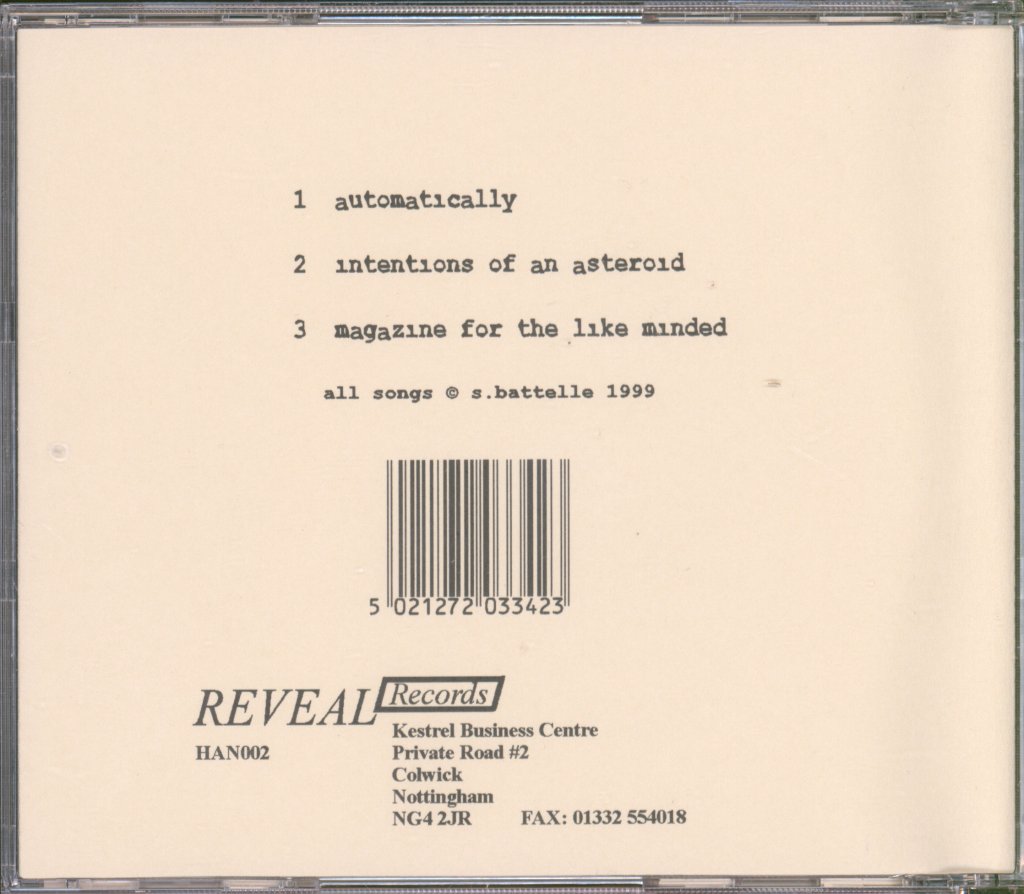 1 automatically
2 intentions of an asteroid
3 magazine for the like minded
all songs © s.battelle 1999
5 021272 033423
REVEAL Records
Kestrel Business Centre
HAN002 Private Road #2
Colwick
Nottingham
NG4 2JR FAX: 01332 554018